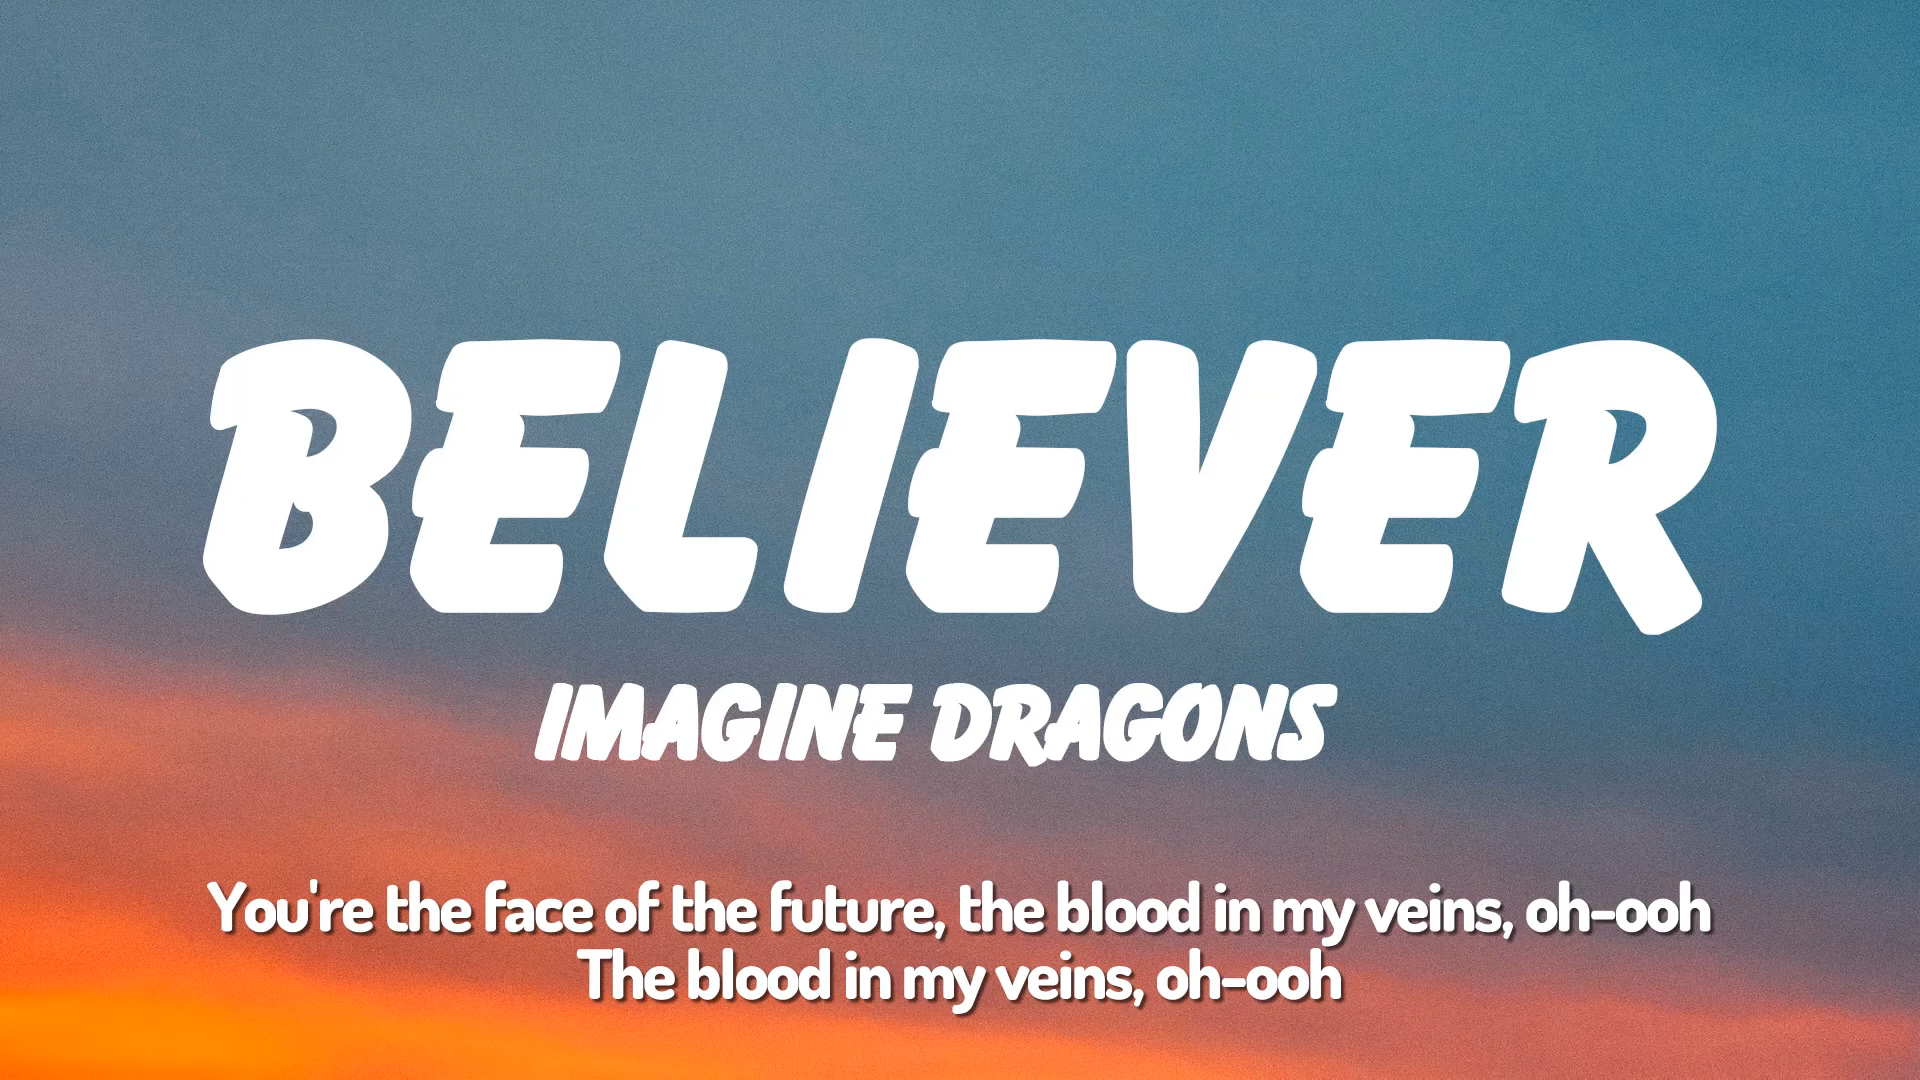 BELIEVER
IMAGINE DRAGONS
You're the face of the future, the blood in my veins, oh-ooh
The blood in my veins, oh-ooh